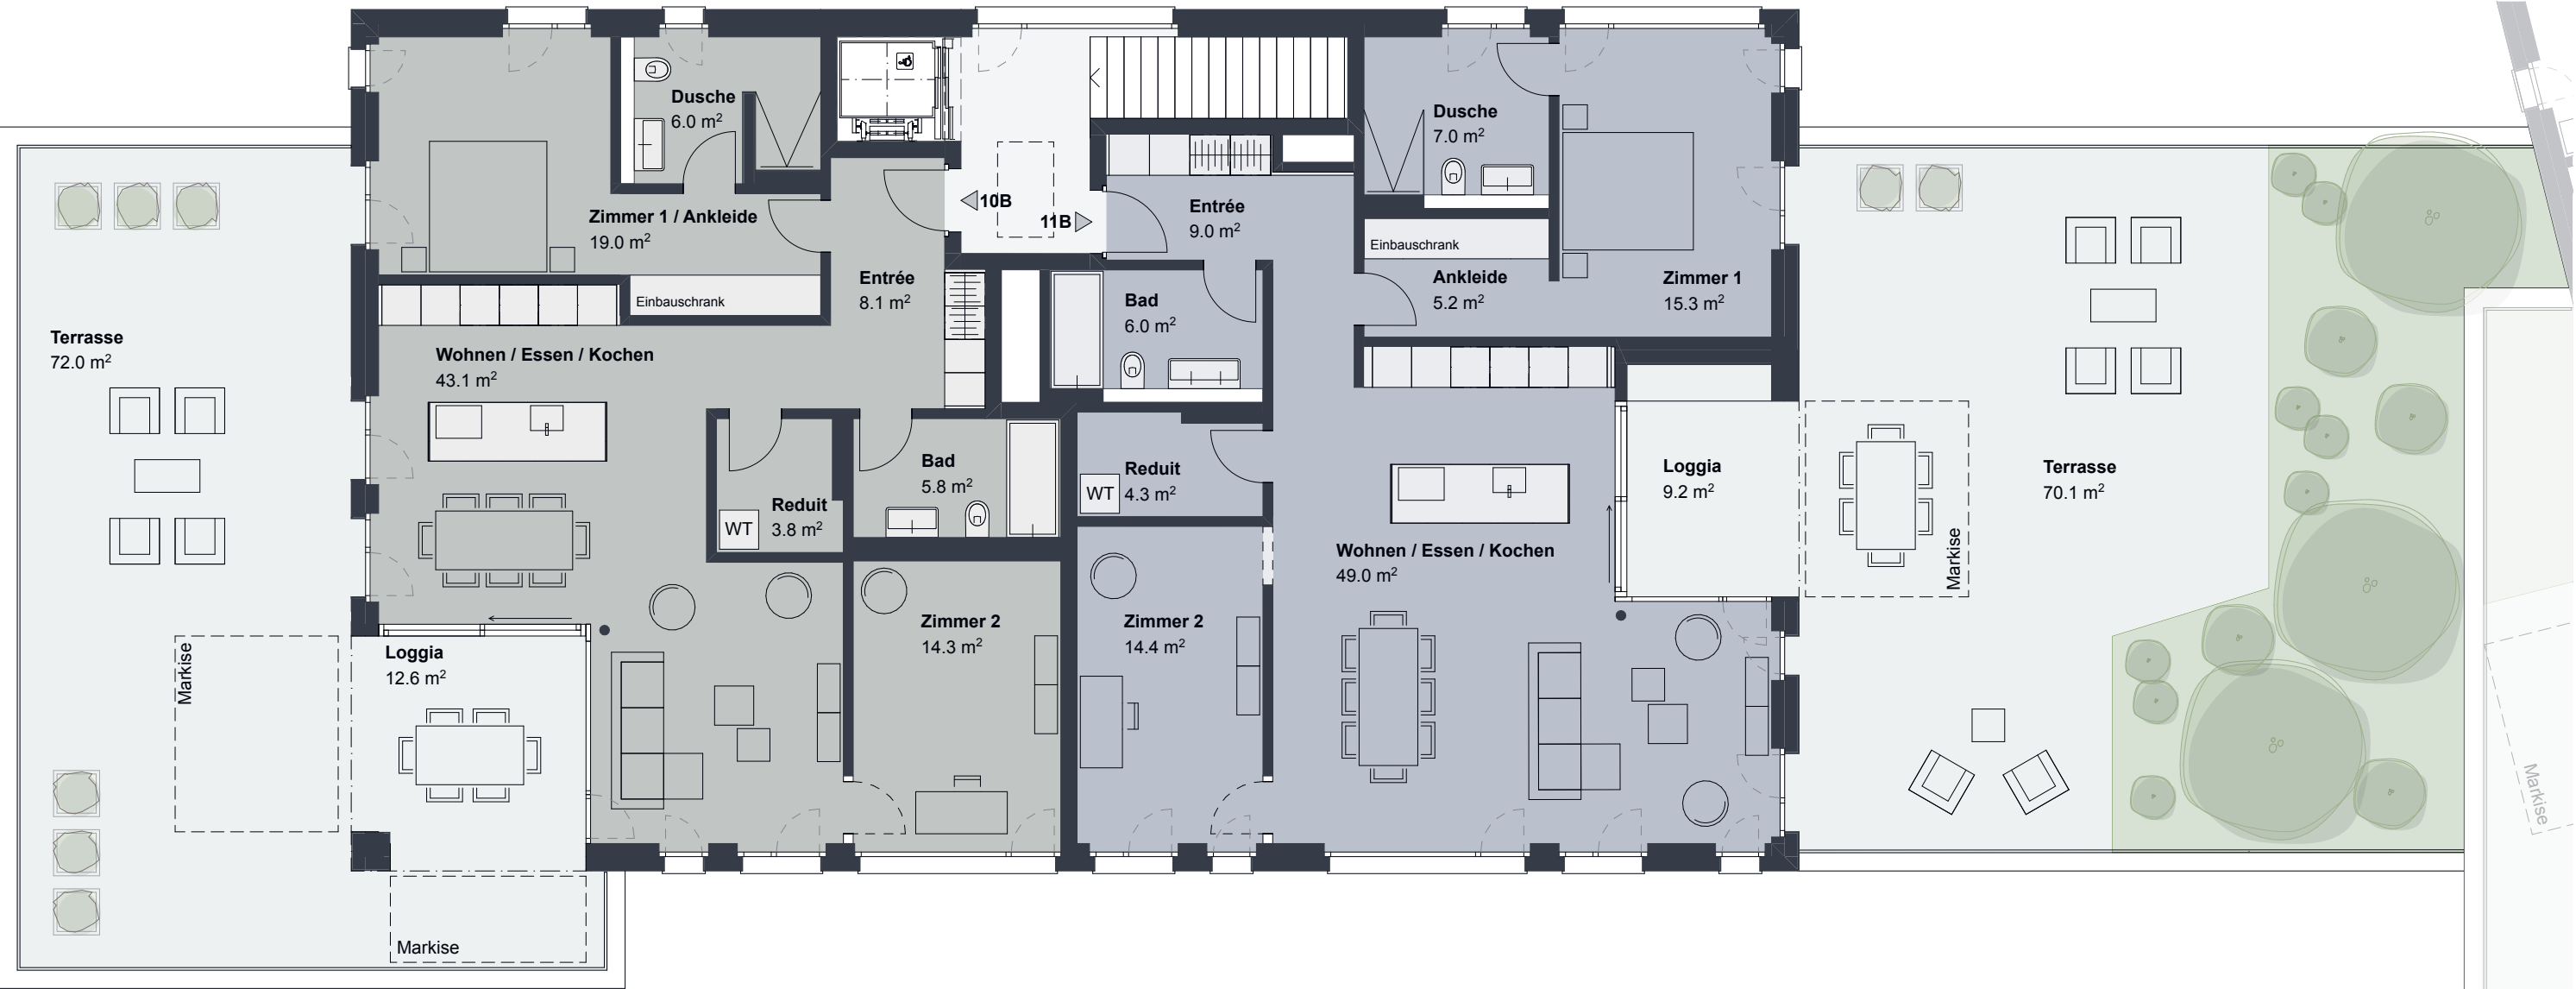 Terrasse
72.0 m²
Markise
Markise
Zimmer 1 / Ankleide
19.0 m²
Einbauschrank
Dusche
6.0 m²
Entrée
8.1 m²
Wohnen / Essen / Kochen
43.1 m²
Reduit
3.8 m²
WT
Bad
5.8 m²
Loggia
12.6 m²
Zimmer 2
14.3 m²
10B
11B
Entrée
9.0 m²
Bad
6.0 m²
Reduit
4.3 m²
WT
Zimmer 2
14.4 m²
Dusche
7.0 m²
Einbauschrank
Ankleide
5.2 m²
Zimmer 1
15.3 m²
Wohnen / Essen / Kochen
49.0 m²
Loggia
9.2 m²
Markise
Terrasse
70.1 m²
Markise